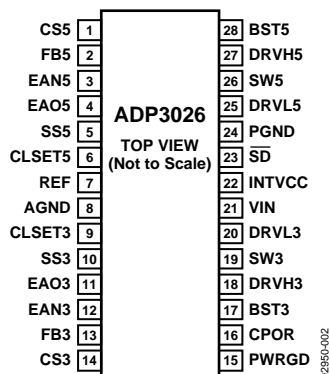 CS5 1
FB5 2
EAN5 3
EAO5 4
SS5 5
CLSET5 6
REF 7
AGND 8
CLSET3 9
SS3 10
EAO3 11
EAN3 12
FB3 13
CS3 14
ADP3026
TOP VIEW
(Not to Scale)
28 BST5
27 DRVH5
26 SW5
25 DRVL5
24 PGND
23 S̅D̅
22 INTVCC
21 VIN
20 DRVL3
19 SW3
18 DRVH3
17 BST3
16 CPOR
15 PWRGD